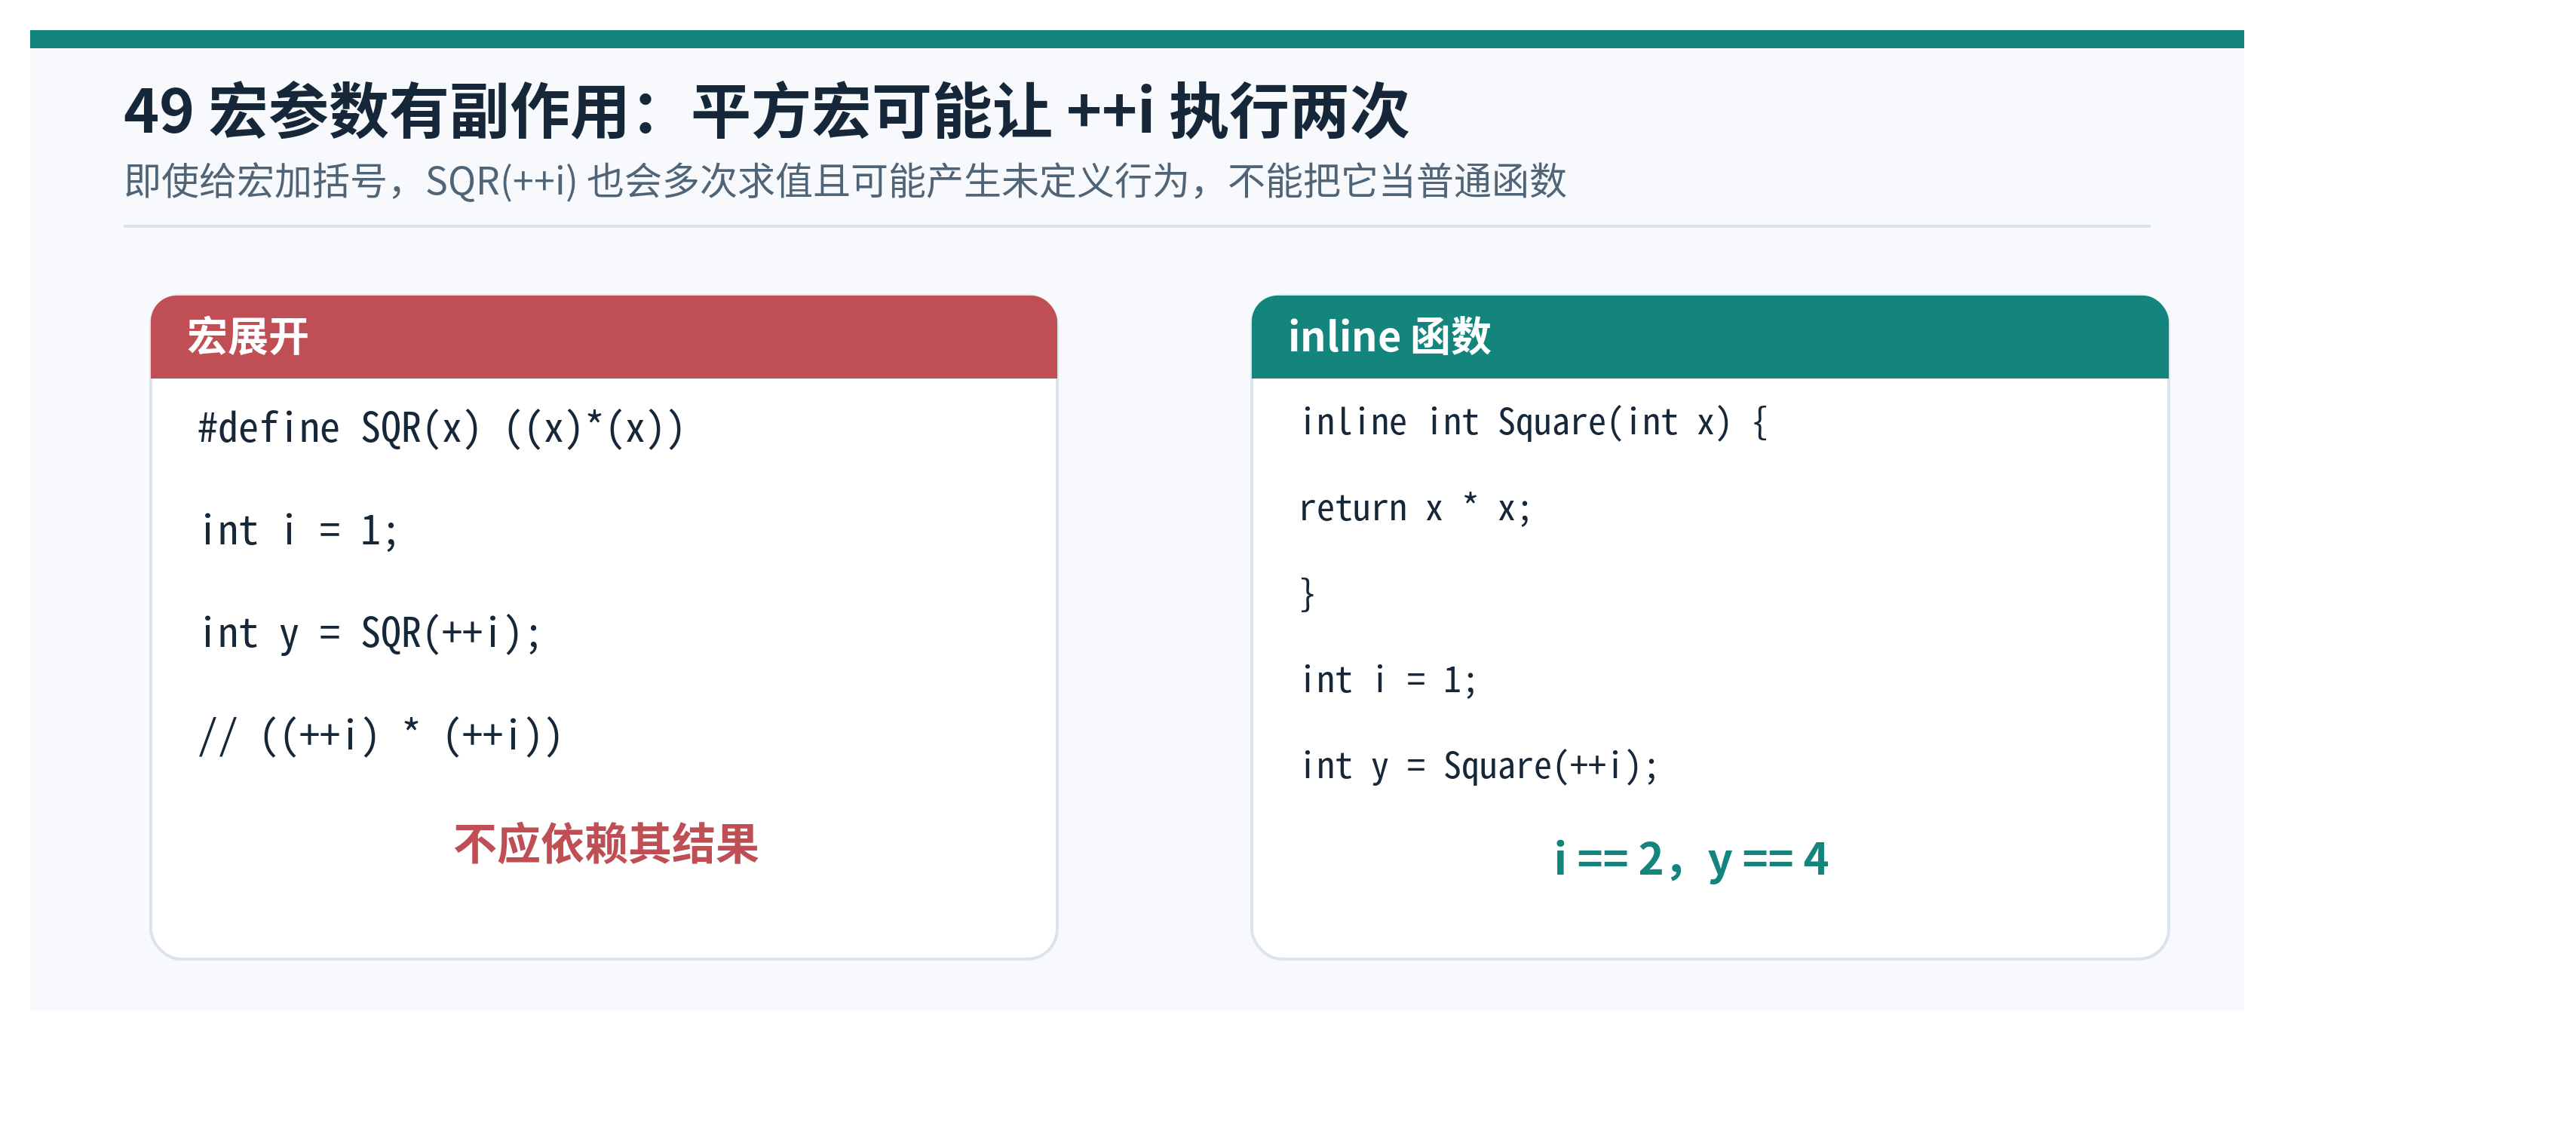 49 宏参数有副作用：平方宏可能让 ++i 执行两次
即使给宏加括号，SQR(++i) 也会多次求值且可能产生未定义行为，不能把它当普通函数
宏展开
#define SQR(x) ((x)*(x))
int i = 1;
int y = SQR(++i);
// ((++i) * (++i))
不应依赖其结果
inline 函数
inline int Square(int x) {
return x * x;
}
int i = 1;
int y = Square(++i);
i == 2，y == 4